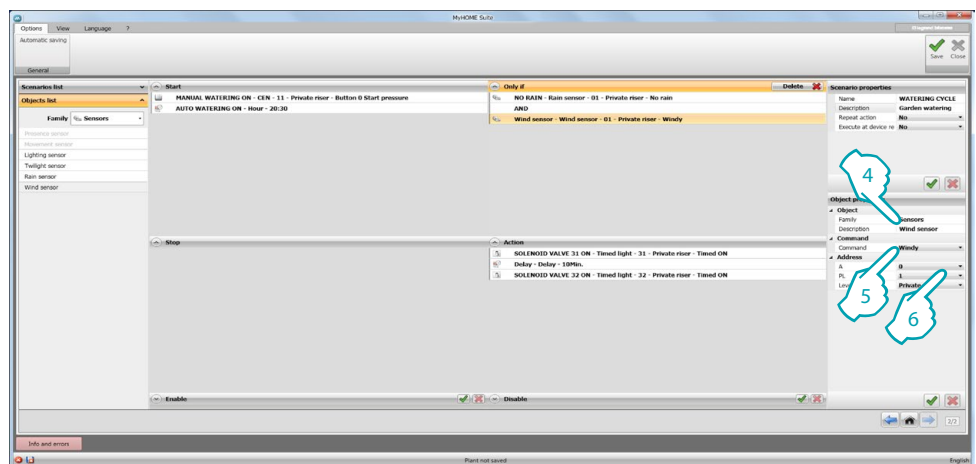 MyHOME Suite
Options View Language ?
Automatic saving
General
Save Close
Scenarios list
Objects list
Family Sensors
Presence sensor
Movement sensor
Lighting sensor
Twilight sensor
Rain sensor
Wind sensor
Start
MANUAL WATERING ON - CEN - 11 - Private riser - Button 0 Start pressure
AUTO WATERING ON - Hour - 20:30
Only if Delete
NO RAIN - Rain sensor - 01 - Private riser - No rain
AND
Wind sensor - Wind sensor - 01 - Private riser - Windy
Stop
Action
SOLENOID VALVE 31 ON - Timed light - 31 - Private riser - Timed ON
Delay - Delay - 10Min.
SOLENOID VALVE 32 ON - Timed light - 32 - Private riser - Timed ON
Enable
Disable
Scenario properties
Name WATERING CYCLE
Description Garden watering
Repeat action No
Execute at device re No
4
Object
Object
Family Sensors
Description Wind sensor
Command
Command Windy
Address
A 0
PL 1
Private
5
6
2/2
Info and errors
Plant not saved
English